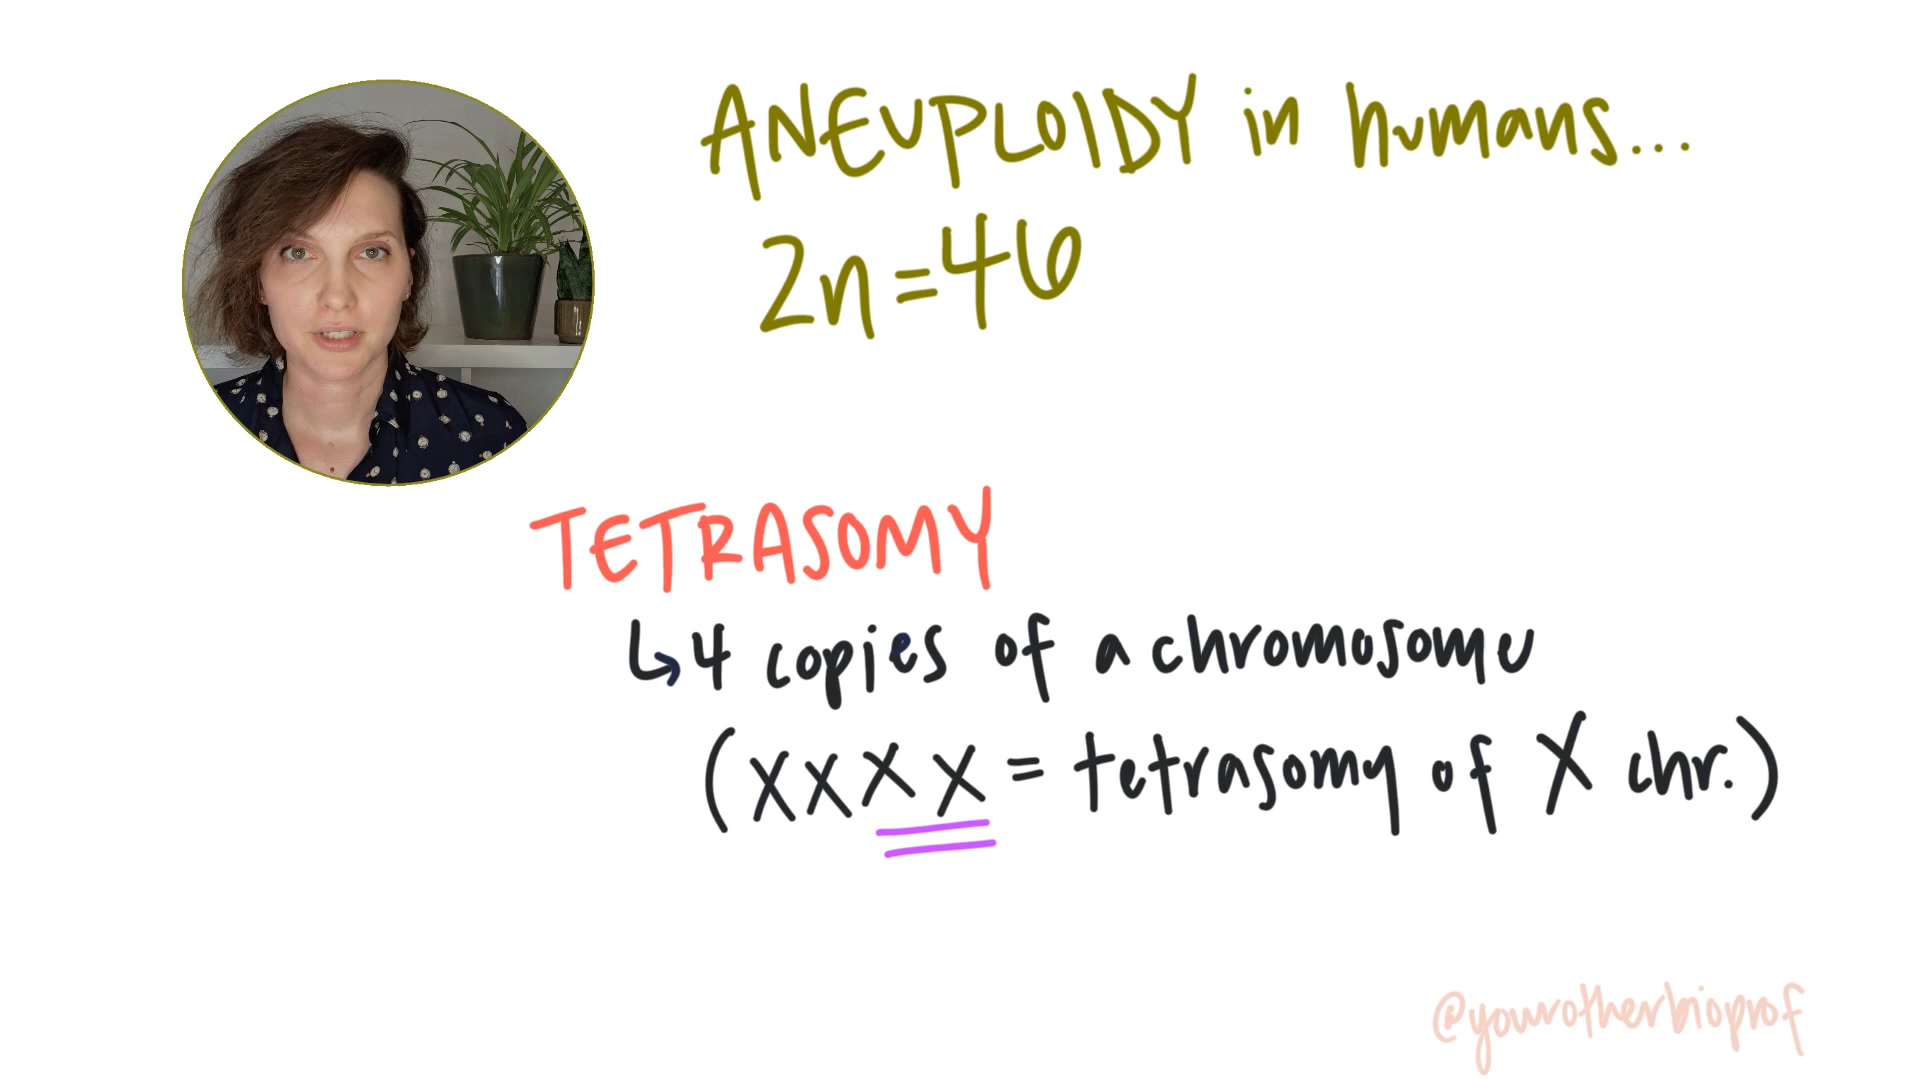 ANEUPLOIDY in humans...
2n=46
TETRASOMY
↳4 copies of a chromosome
(XXXX = tetrasomy of X chr.)
@yourotherbioprof